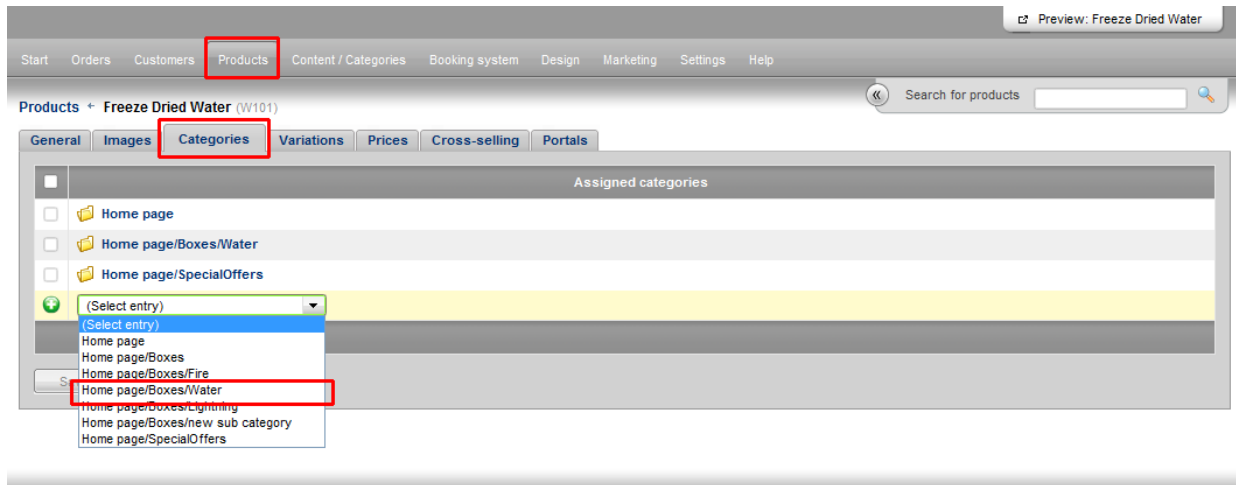 Preview: Freeze Dried Water
Start Orders Customers Products Content / Categories Booking system Design Marketing Settings Help
Search for products
Products Freeze Dried Water (W101)
General Images Categories Variations Prices Cross-selling Portals
Assigned categories
Home page
Home page/Boxes/Water
Home page/SpecialOffers
(Select entry)
(Select entry)
Home page
Home page/Boxes
Home page/Boxes/Fire
Home page/Boxes/Water
Home page/Boxes/Lightning
Home page/Boxes/new sub category
Home page/SpecialOffers